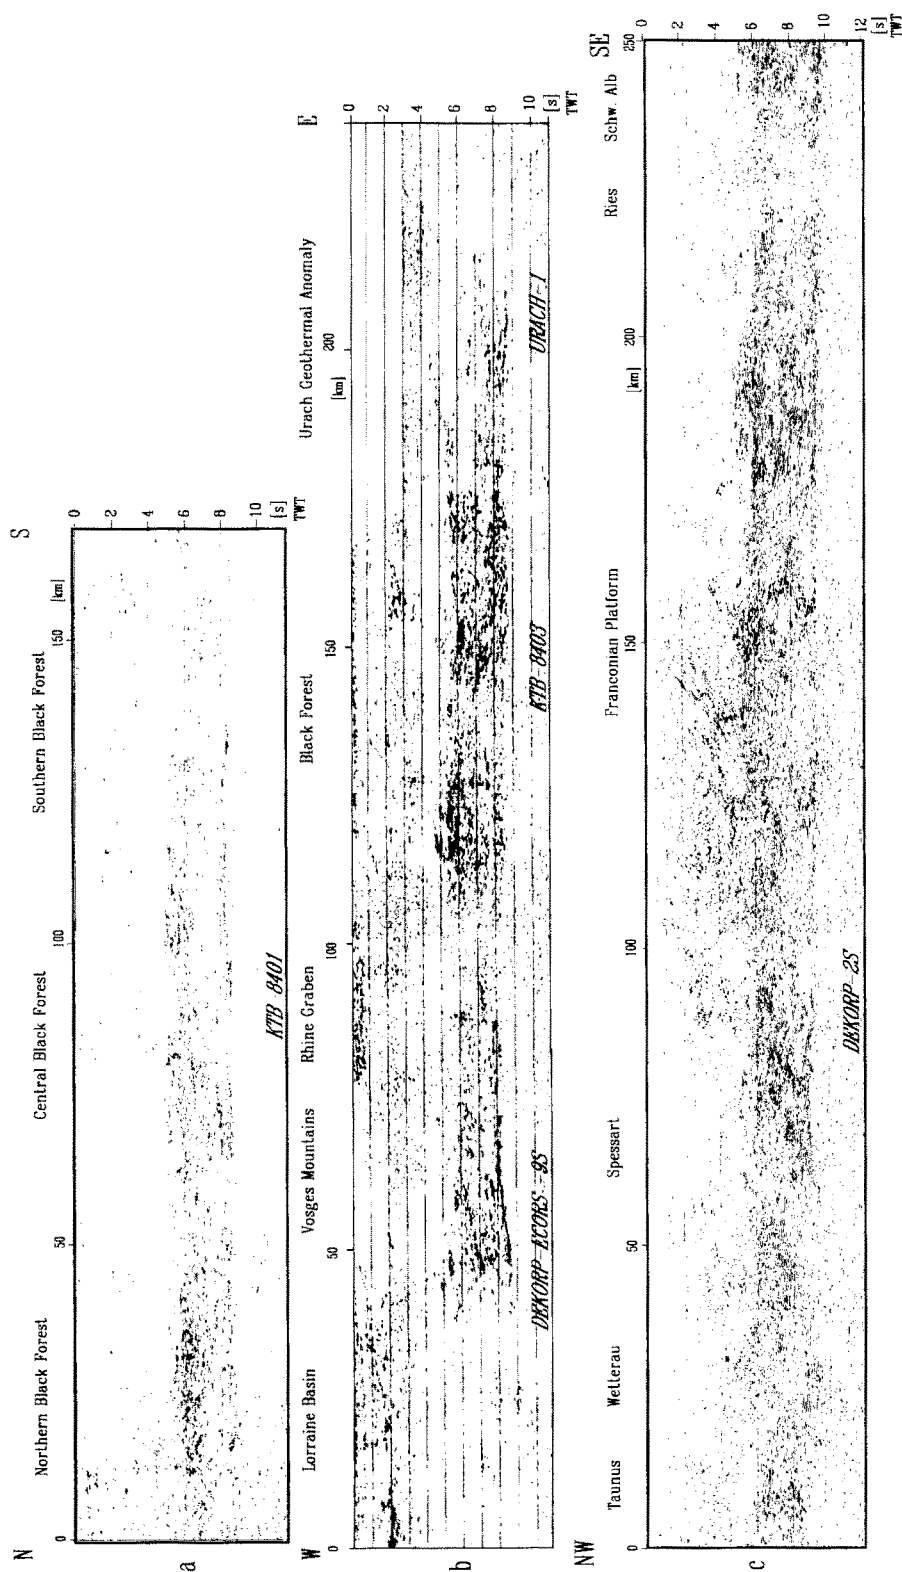 N S
Northern Black Forest Central Black Forest Southern Black Forest
0 50 100 150 [km]
0
2
4
6
8
10
[s]
TWT
KTB 8401
a
W E
Lorraine Basin Vosges Mountains Rhine Graben Black Forest Urach Geothermal Anomaly
0 50 100 150 [km] 200
0
2
4
6
8
10
[s]
TWT
DEKORP-ECORS-9S KTB 8403 URACH-1
b
NW SE
Taunus Wetterau Spessart Franconian Platform Ries Schw. Alb
0 50 100 150 [km] 200 250
0
2
4
6
8
10
12
[s]
TWT
DEKORP-2S
c